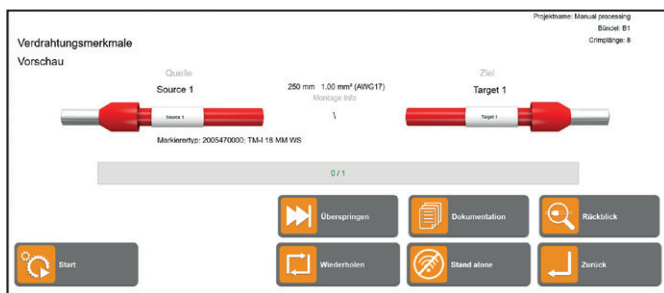 Projektname: Manual processing
Bündel: B1
Crimplänge: 8
Verdrahtungsmerkmale
Vorschau
Quelle
Ziel
Source 1
250 mm 1.00 mm² (AWG17)
Target 1
Montage Info
\
Source 1
Target 1
Markierertyp: 2005470000; TM-I 18 MM WS
0 / 1
Überspringen
Dokumentation
Rückblick
Start
Wiederholen
Stand alone
Zurück